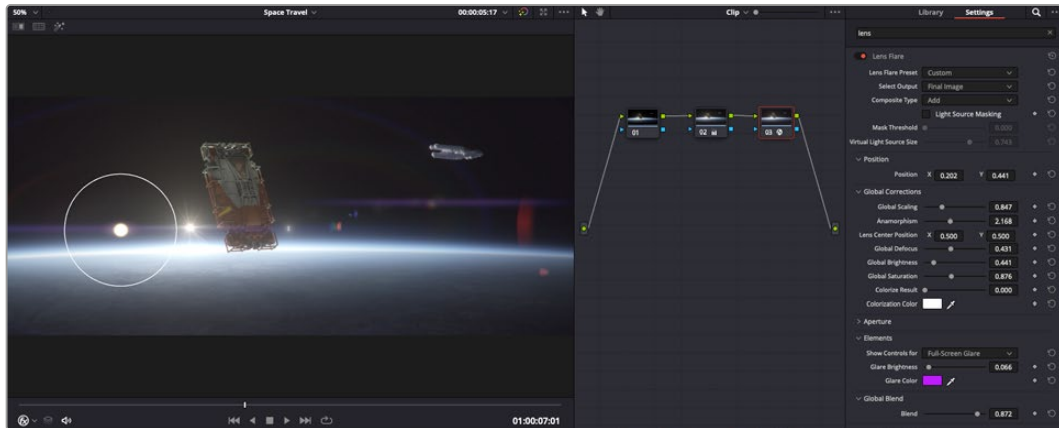 50%
Space Travel
00:00:05:17
Clip
Library
Settings
lens
Lens Flare
Lens Flare Preset Custom
Select Output Final Image
Composite Type Add
Light Source Masking
Mask Threshold 0.000
Virtual Light Source Size 0.743
Position
Position X 0.202 Y 0.441
Global Corrections
Global Scaling 0.847
Anamorphism 2.168
Lens Center Position X 0.500 Y 0.500
Global Defocus 0.431
Global Brightness 0.441
Global Saturation 0.876
Colorize Result 0.000
Colorization Color
Aperture
Elements
Show Controls for Full-Screen Glare
Glare Brightness 0.066
Glare Color
Global Blend
Blend 0.872
01
02
03
01:00:07:01